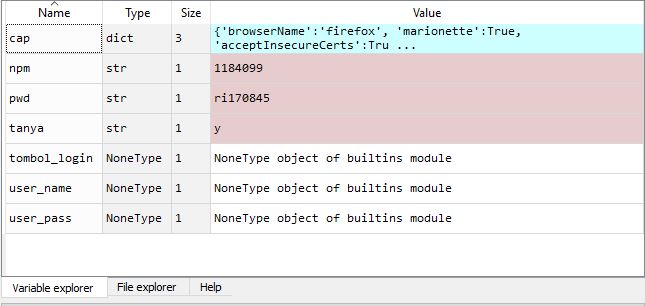 Name Type Size Value
cap dict 3 {'browserName':'firefox', 'marionette':True,
'acceptInsecureCerts':Tru ...
npm str 1 1184099
pwd str 1 ri170845
tanya str 1 y
tombol_login NoneType 1 NoneType object of builtins module
user_name NoneType 1 NoneType object of builtins module
user_pass NoneType 1 NoneType object of builtins module
Variable explorer File explorer Help